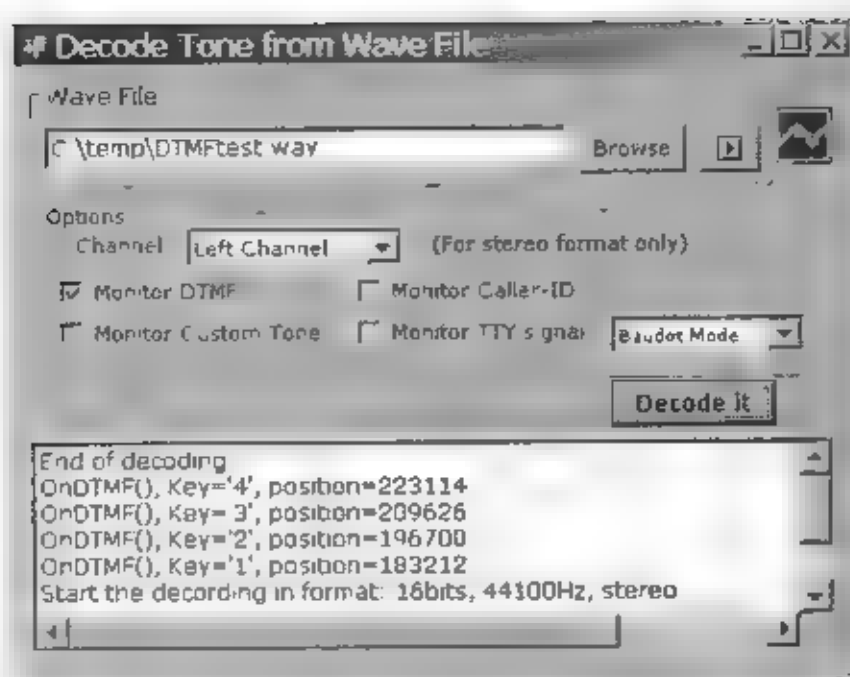 Decode Tone from Wave File
Wave File
C:\temp\DTMFtest.wav
Browse
Options
Channel
Left Channel
(For stereo format only)
Monitor DTMF
Monitor Caller-ID
Monitor Custom Tone
Monitor TTY signal
Baudot Mode
Decode it
End of decoding
OnDTMF(), Key='4', position=223114
OnDTMF(), Key='3', position=209626
OnDTMF(), Key='2', position=196700
OnDTMF(), Key='1', position=183212
Start the decording in format: 16bits, 44100Hz, stereo